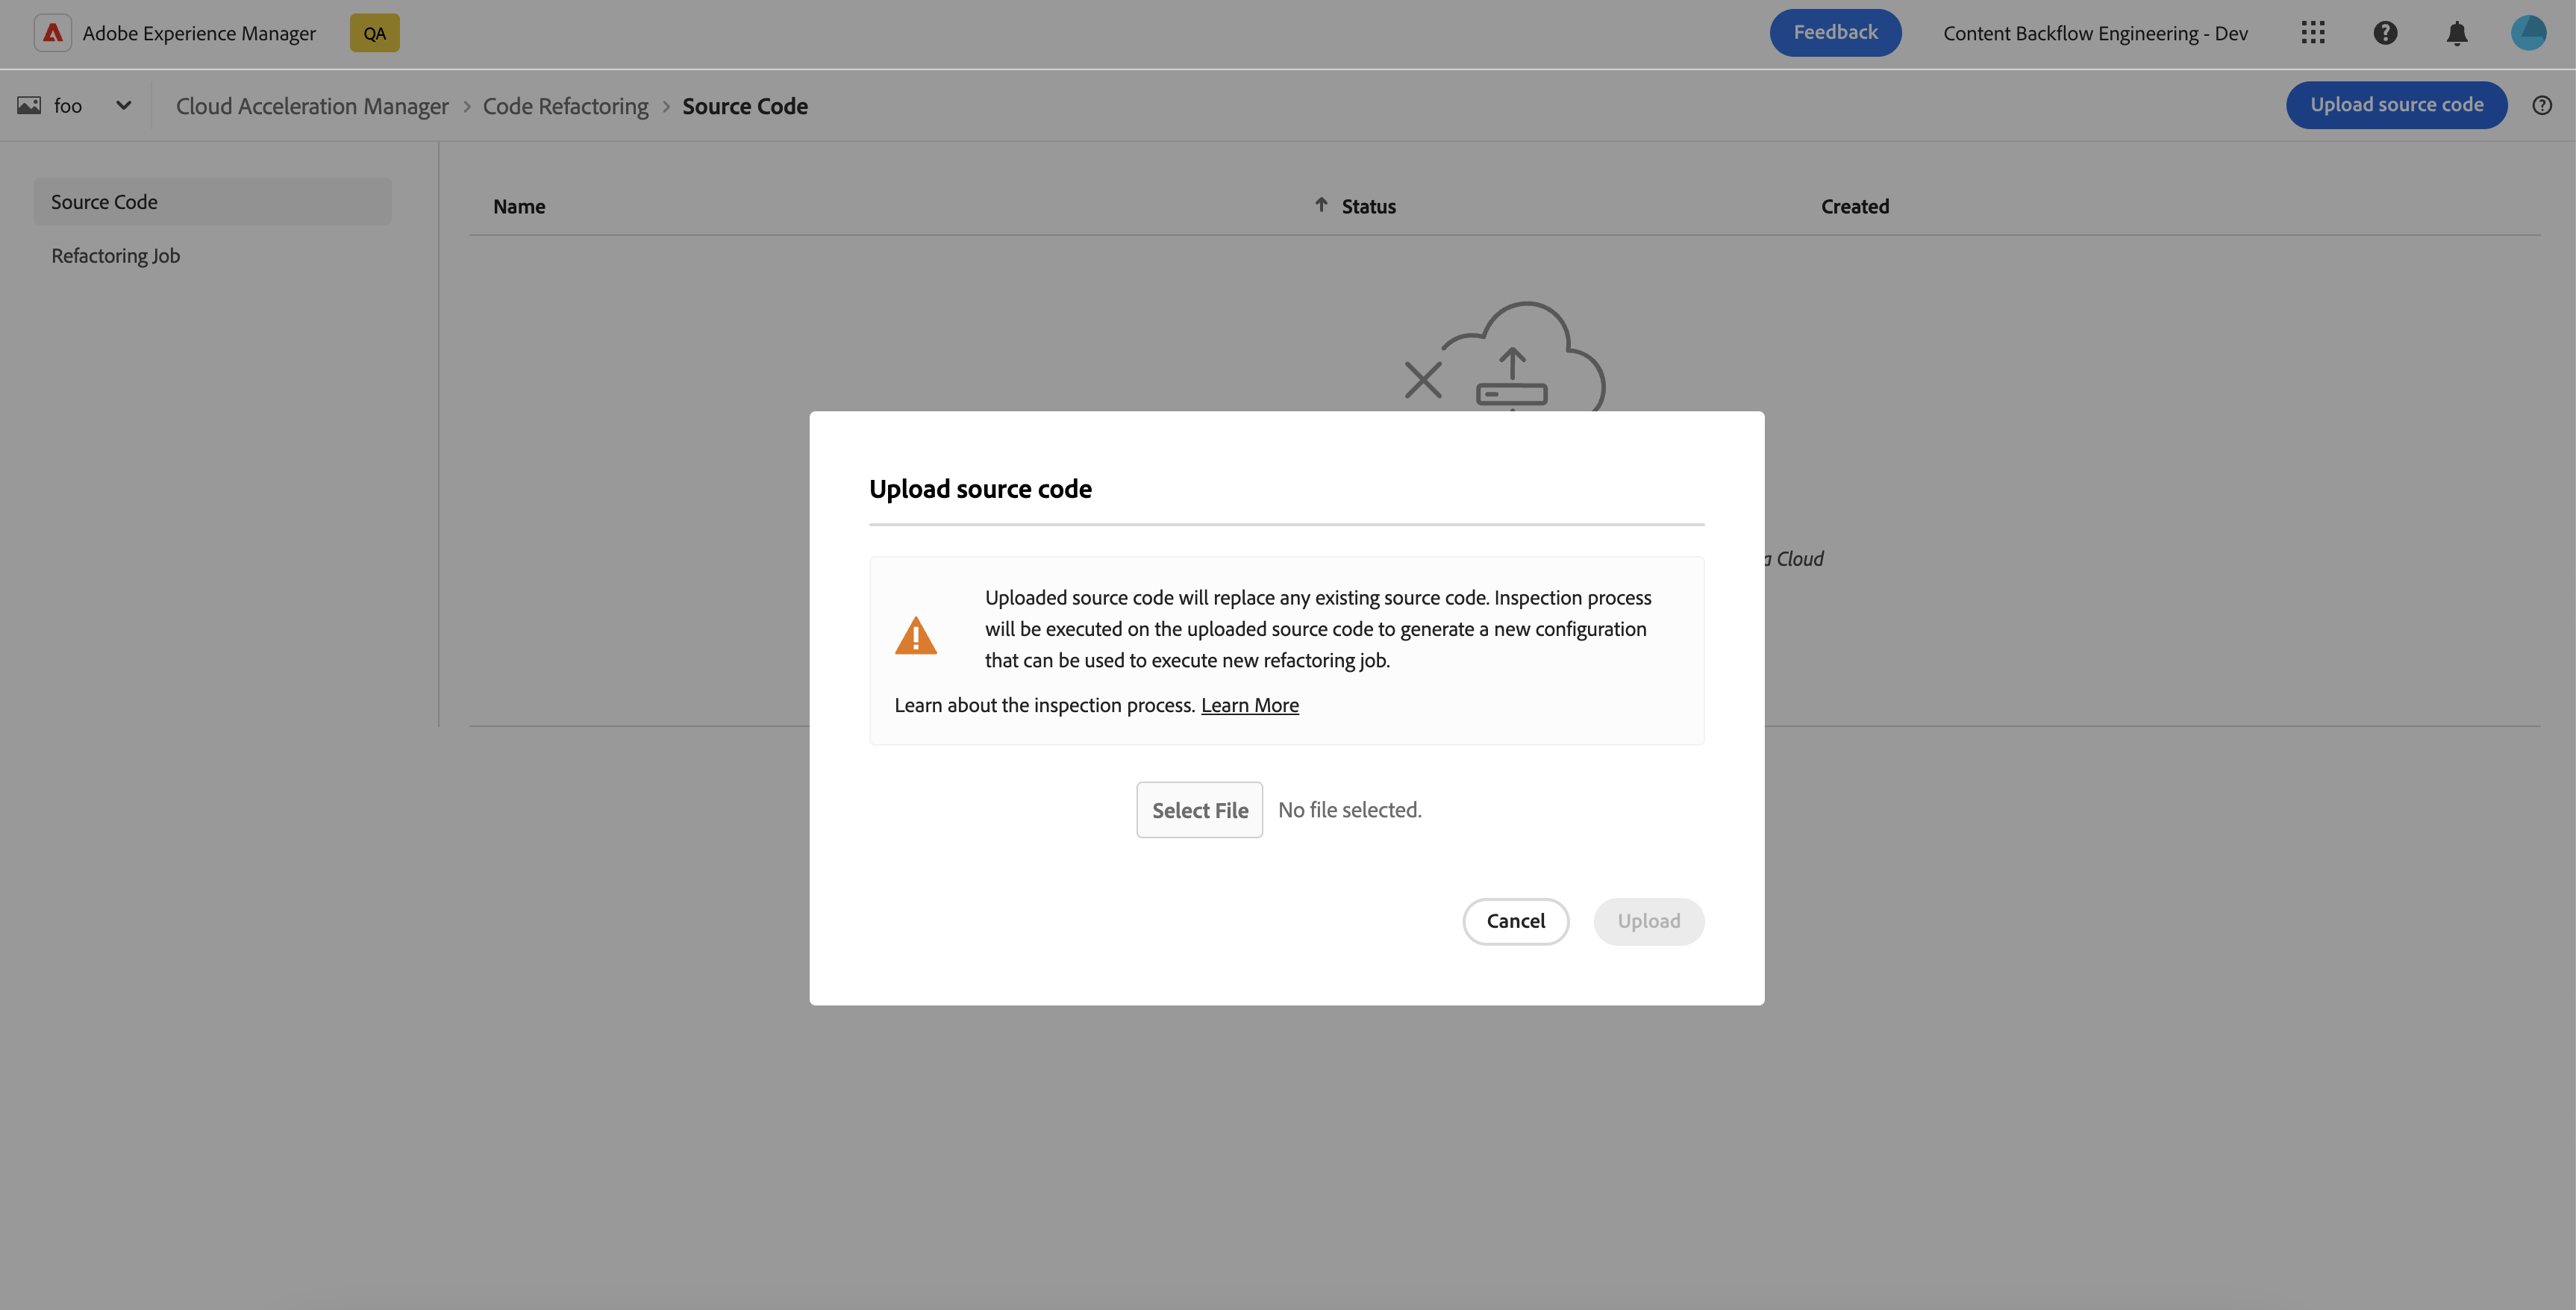 Adobe Experience Manager QA Feedback Content Backflow Engineering - Dev
foo Cloud Acceleration Manager > Code Refactoring > Source Code Upload source code
Source Code
Refactoring Job
Name Status Created
a Cloud
Upload source code
Uploaded source code will replace any existing source code. Inspection process
will be executed on the uploaded source code to generate a new configuration
that can be used to execute new refactoring job.
Learn about the inspection process. Learn More
Select File No file selected.
Cancel Upload